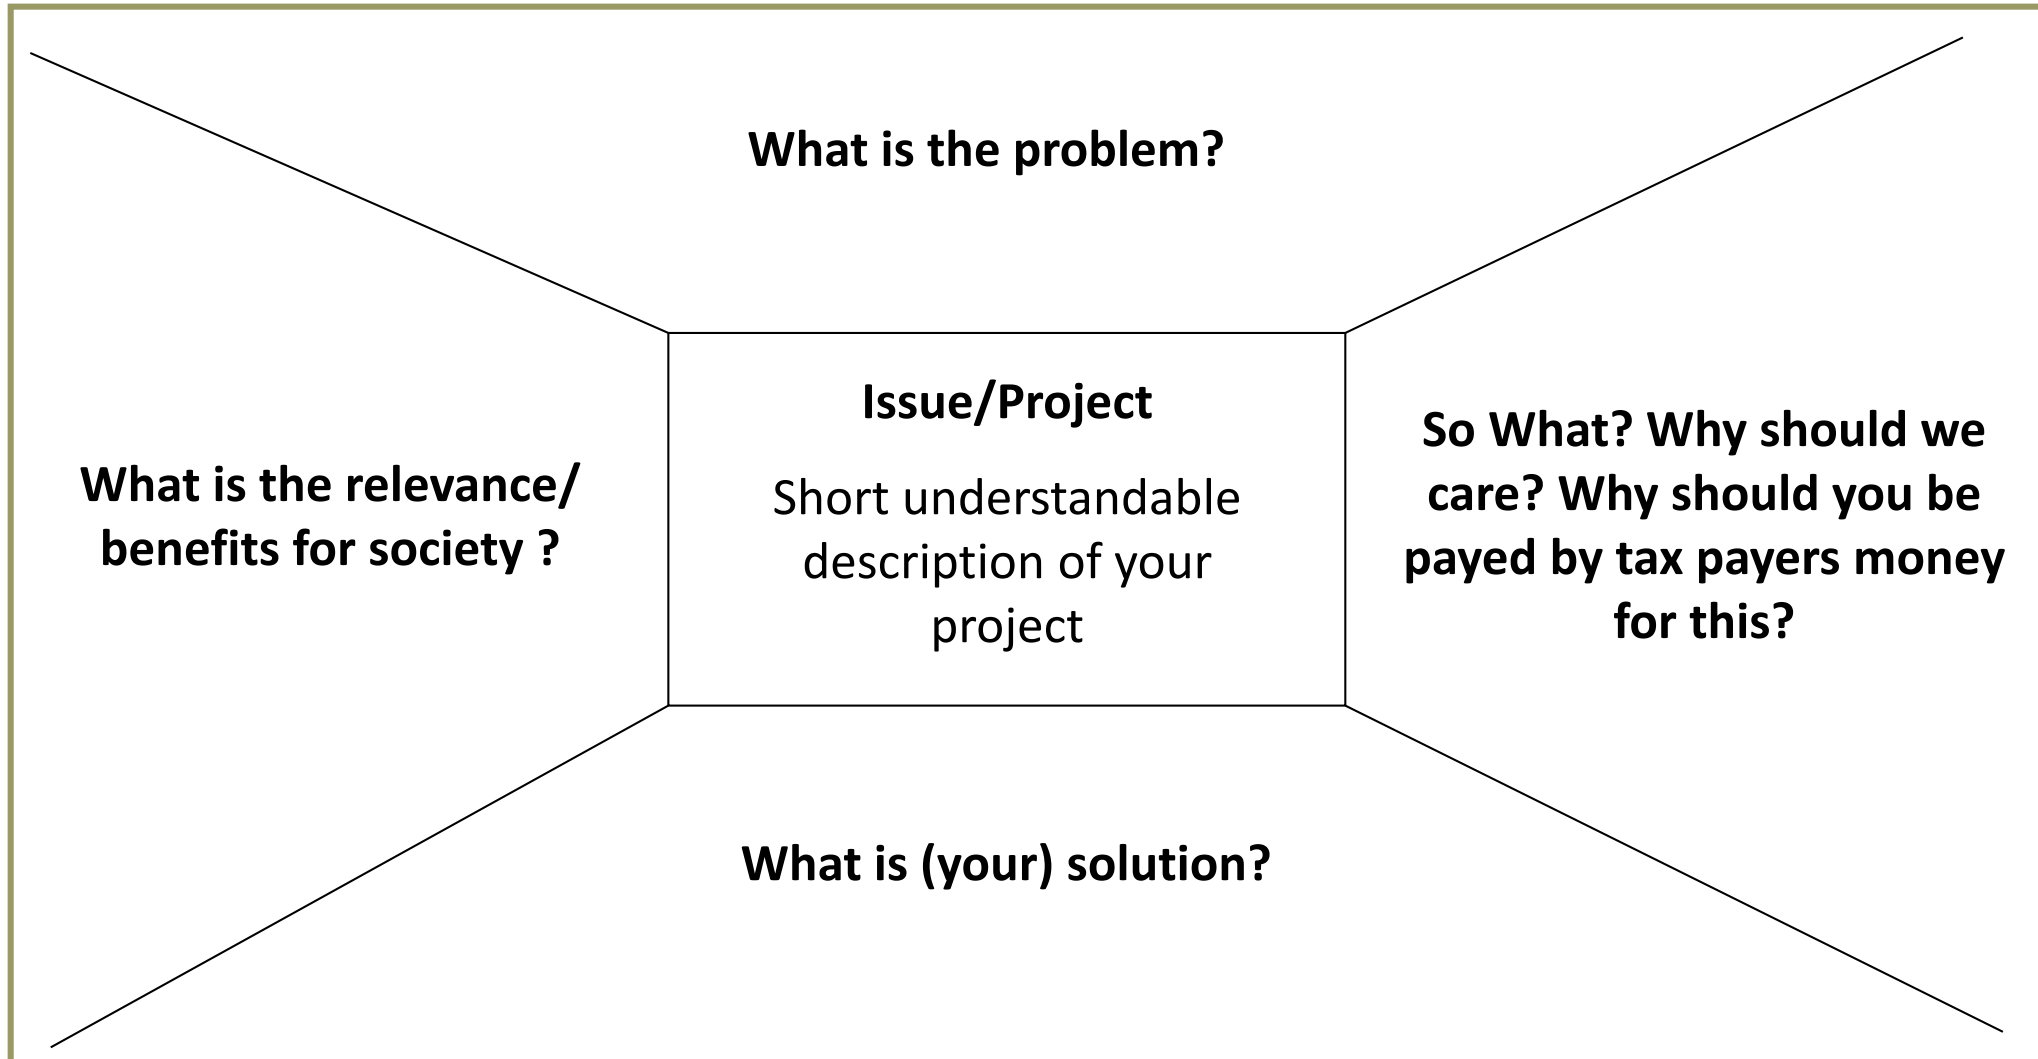 What is the problem?
What is the relevance/
benefits for society ?
Issue/Project
Short understandable
description of your
project
So What? Why should we
care? Why should you be
payed by tax payers money
for this?
What is (your) solution?